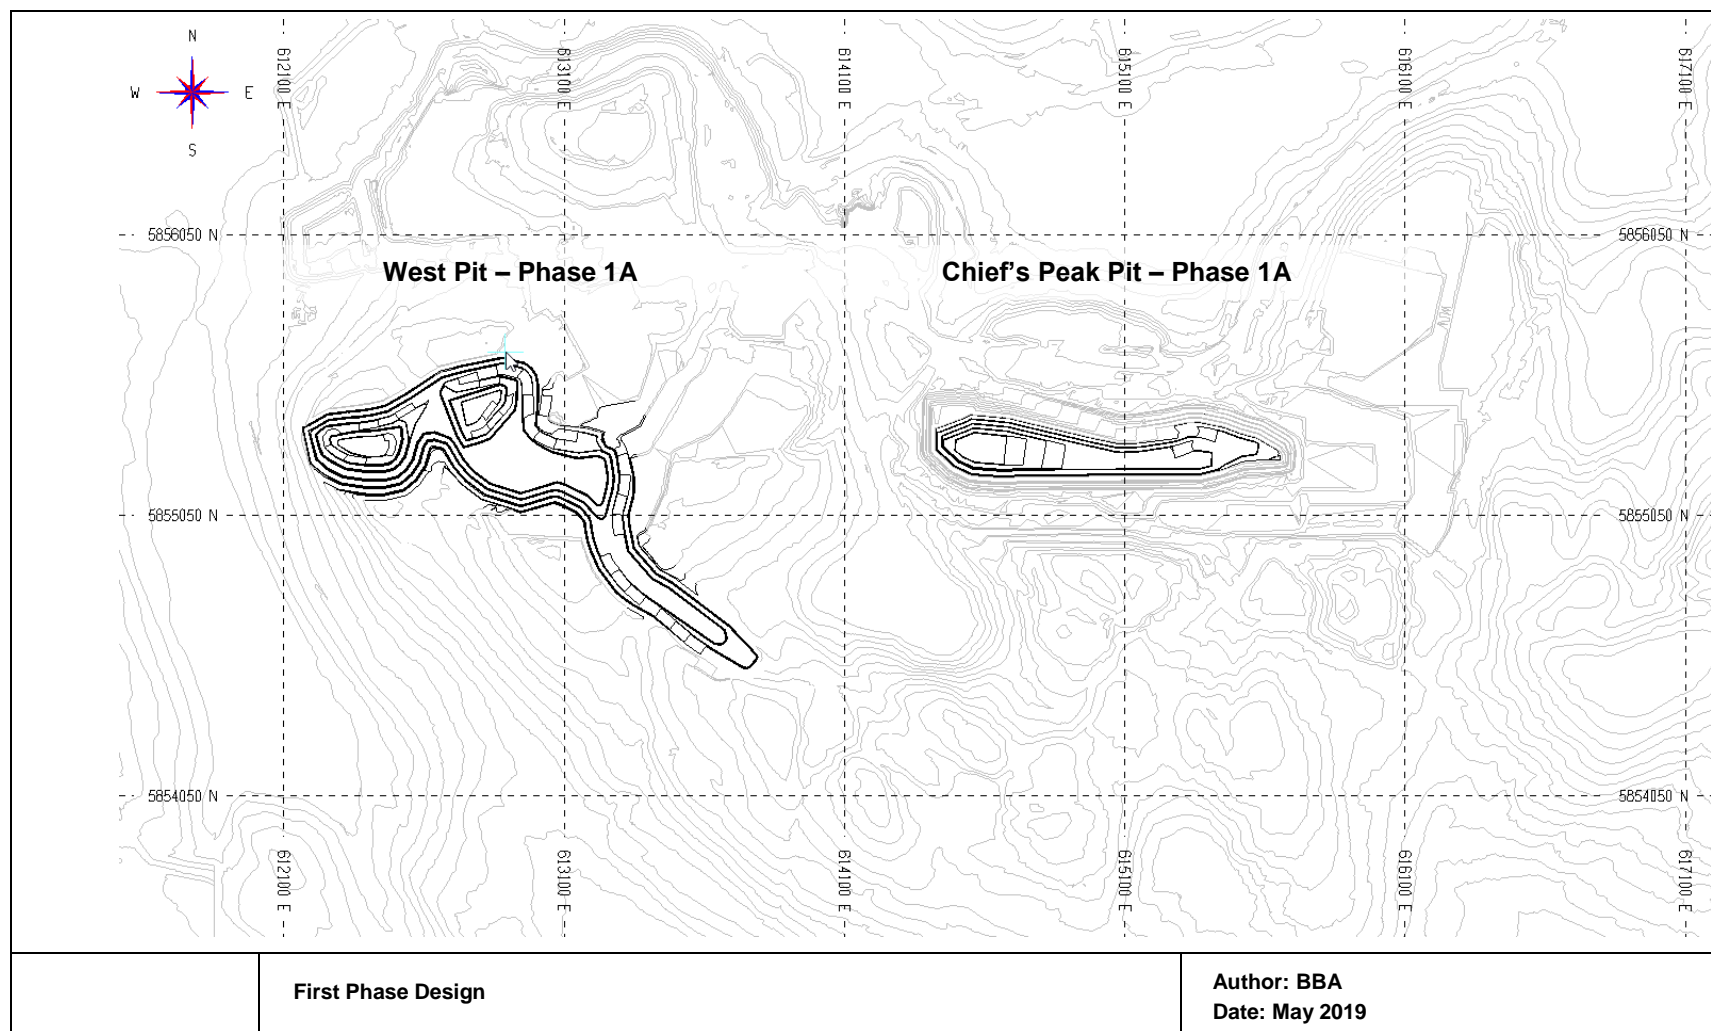 N
W E
S
612100 E 613100 E 614100 E 615100 E 616100 E 617100 E
5856050 N 5856050 N
West Pit – Phase 1A Chief's Peak Pit – Phase 1A
5855050 N 5855050 N
5854050 N 5854050 N
612100 E 613100 E 614100 E 615100 E 616100 E 617100 E
First Phase Design
Author: BBA
Date: May 2019